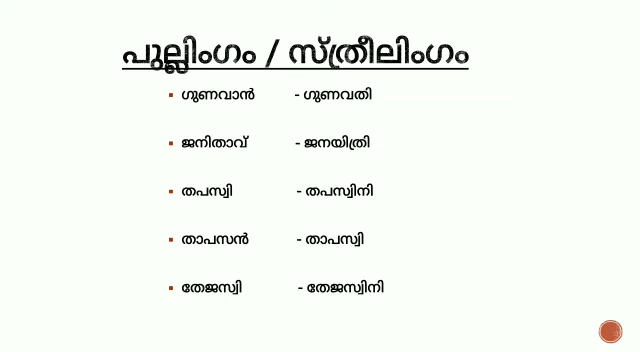 പുല്ലിംഗം / സ്ത്രീലിംഗം
▪ ഗുണവാൻ - ഗുണവതി
▪ ജനിതാവ് - ജനയിത്രി
▪ തപസ്വി - തപസ്വിനി
▪ താപസൻ - താപസ്വി
▪ തേജസ്വി - തേജസ്വിനി